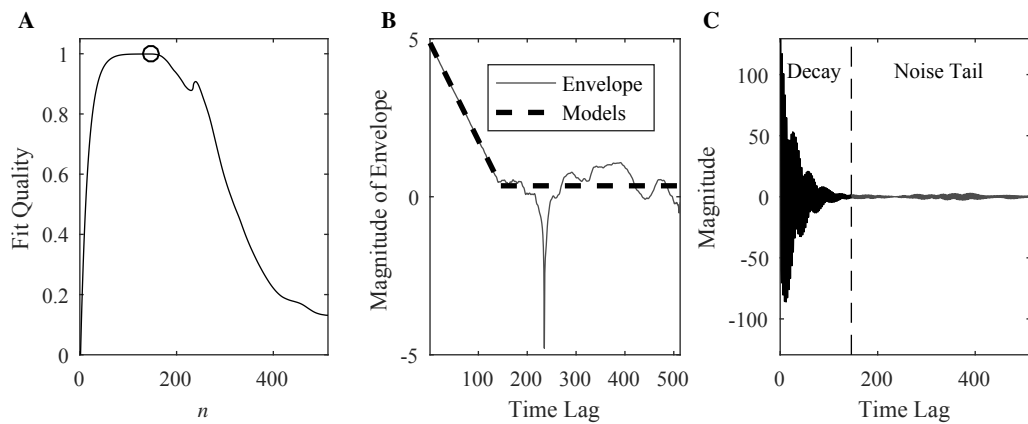 A
Fit Quality
1
0.8
0.6
0.4
0.2
0
0
200
400
n
B
Magnitude of Envelope
5
0
-5
Envelope
Models
0
100
200
300
400
500
Time Lag
C
Magnitude
100
50
0
-50
-100
Decay
Noise Tail
0
200
400
Time Lag